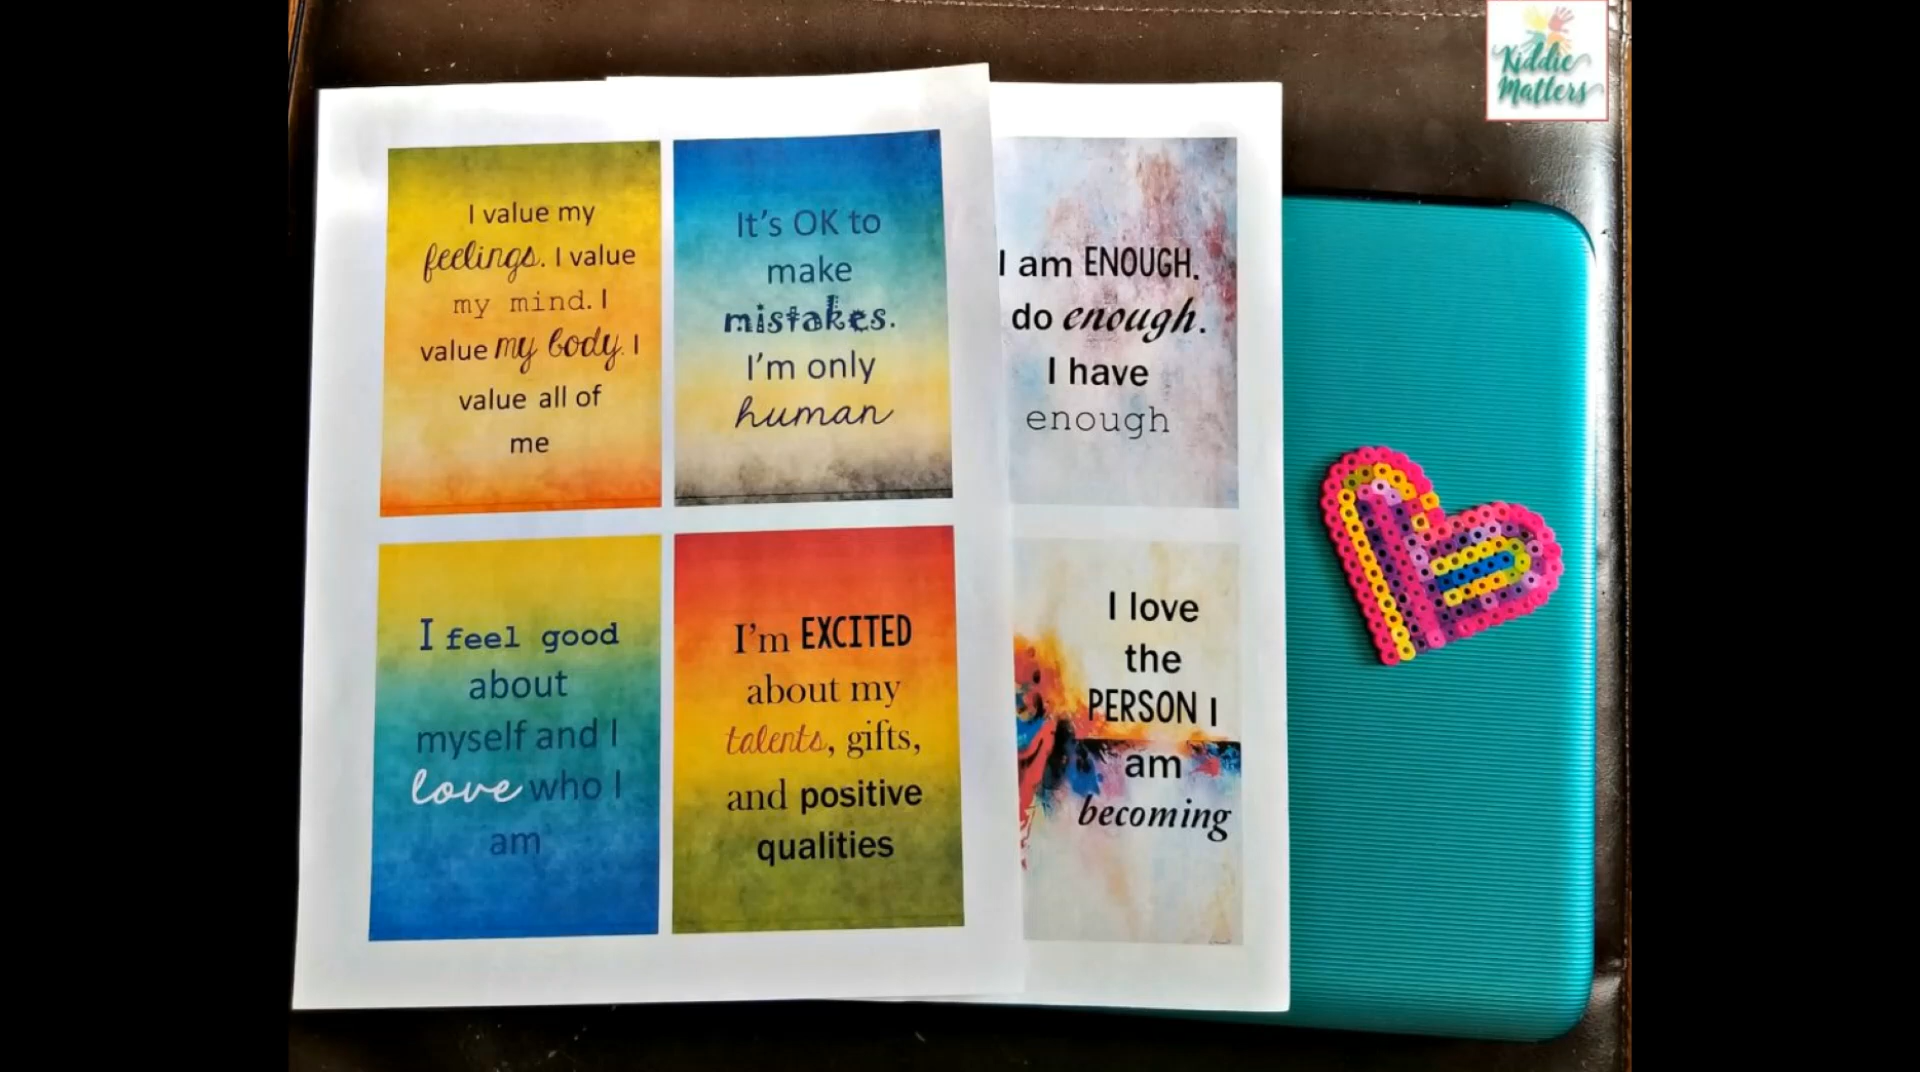 Kiddie
Matters
I value my
feelings. I value
my mind. I
value my body. I
value all of
me
It's OK to
make
mistakes.
I'm only
human
I am ENOUGH.
do enough.
I have
enough
I feel good
about
myself and I
love who I
am
I'm EXCITED
about my
talents, gifts,
and positive
qualities
I love
the
PERSON I
am
becoming